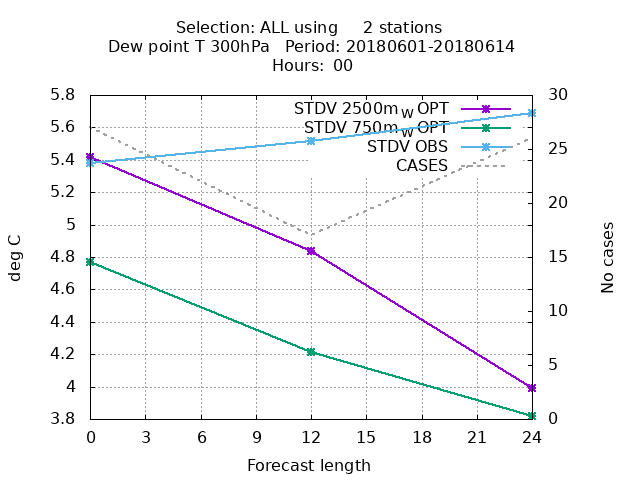 Selection: ALL using 2 stations
Dew point T 300hPa Period: 20180601-20180614
Hours: 00
STDV 2500m_W OPT
STDV 750m_W OPT
STDV OBS
CASES
5.8
5.6
5.4
5.2
5
4.8
4.6
4.4
4.2
4
3.8
deg C
30
25
20
15
10
5
0
No cases
0 3 6 9 12 15 18 21 24
Forecast length